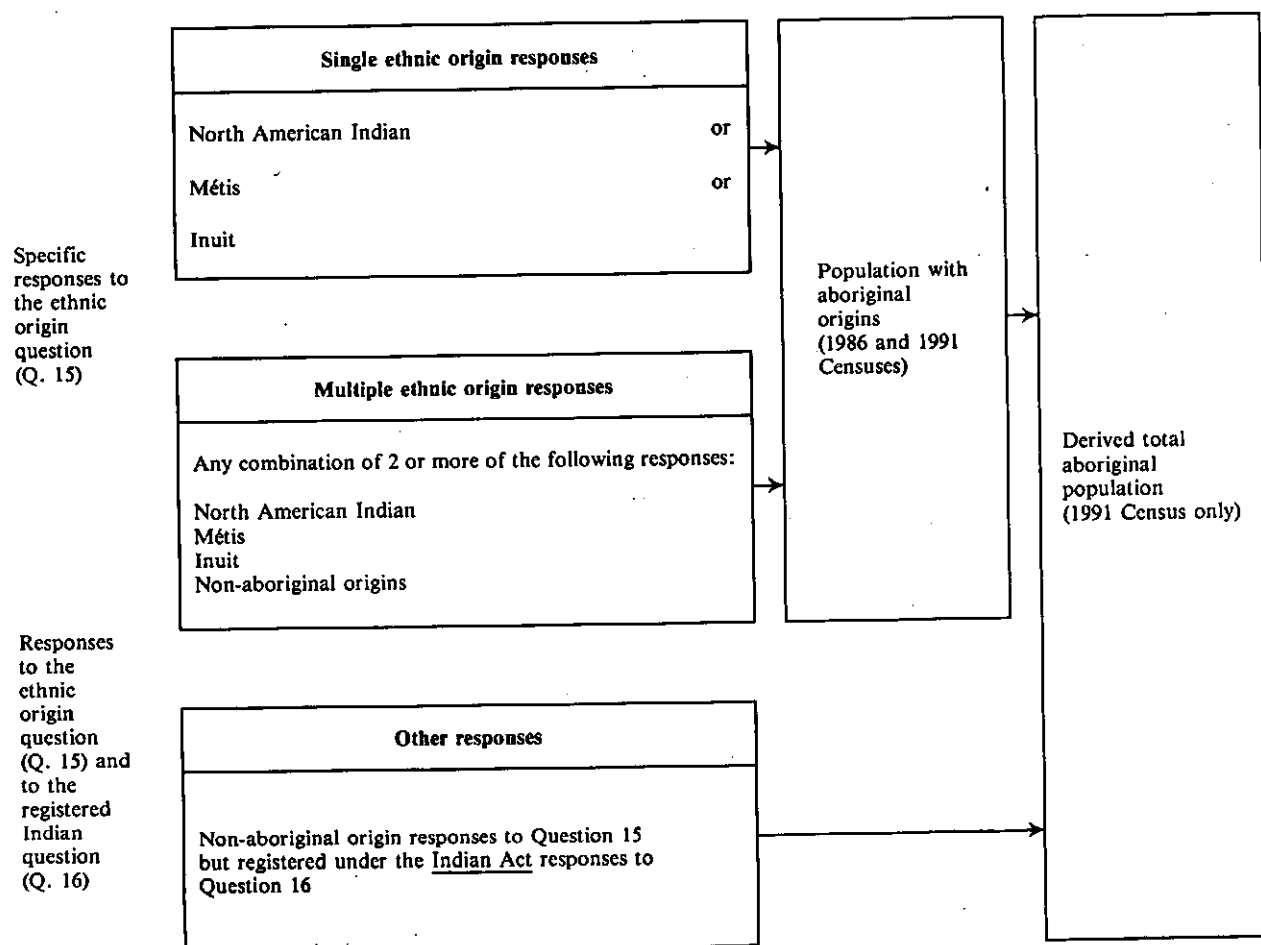 Single ethnic origin responses
North American Indian or
Métis or
Inuit
Specific
responses to
the ethnic
origin
question
(Q. 15)
Multiple ethnic origin responses
Any combination of 2 or more of the following responses:
North American Indian
Métis
Inuit
Non-aboriginal origins
Population with
aboriginal
origins
(1986 and 1991
Censuses)
Derived total
aboriginal
population
(1991 Census only)
Responses
to the
ethnic
origin
question
(Q. 15) and
to the
registered
Indian
question
(Q. 16)
Other responses
Non-aboriginal origin responses to Question 15
but registered under the Indian Act responses to
Question 16